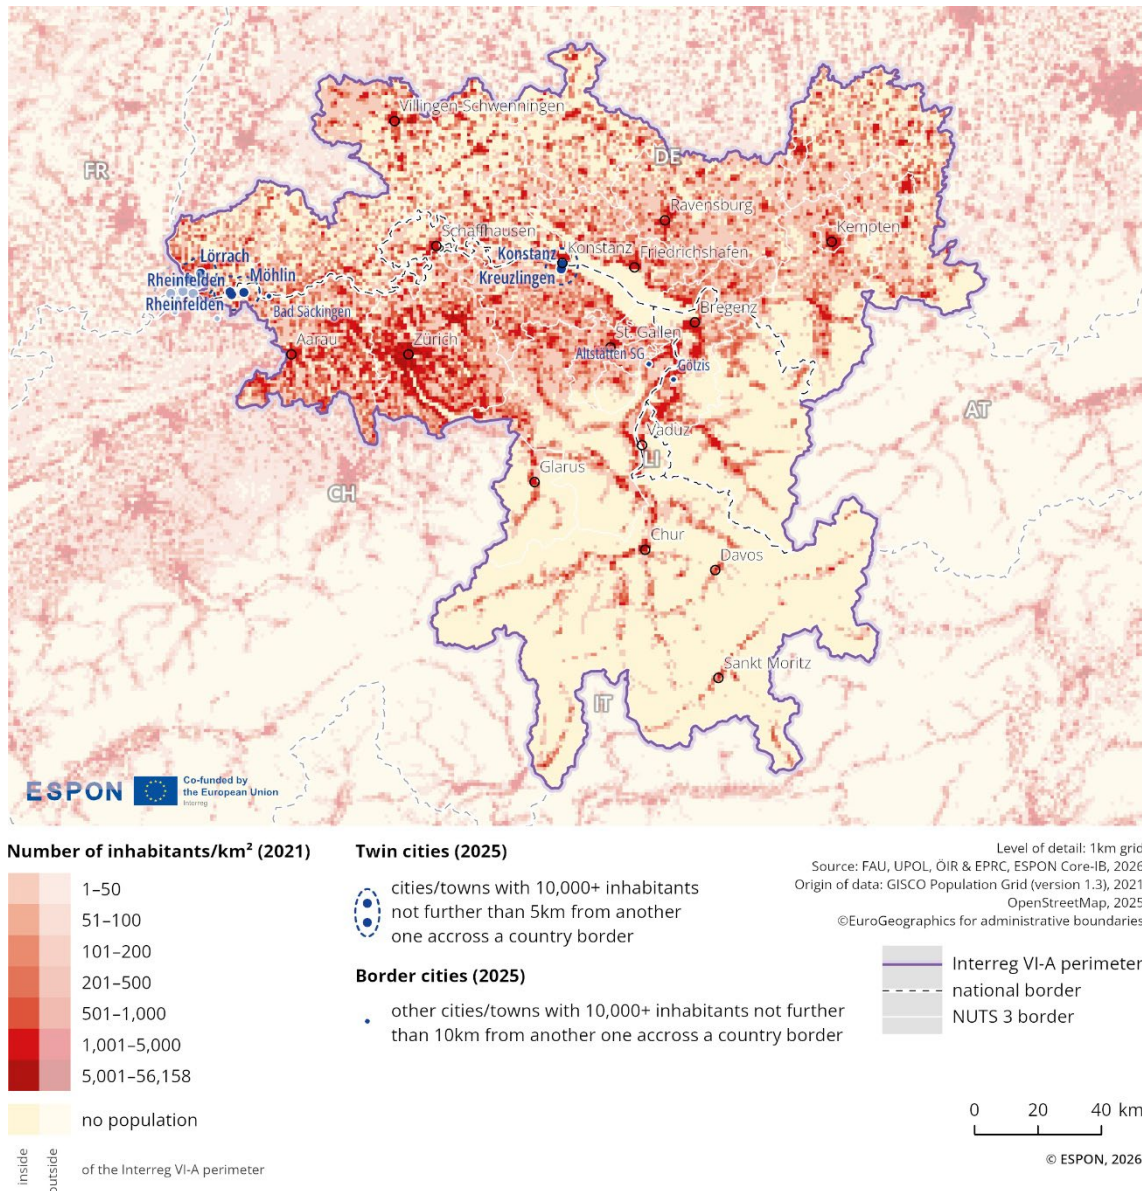 Villingen-Schwenningen
FR
DE
Ravensburg
Schaffhausen
Kempten
Lörrach
Konstanz
Konstanz
Friedrichshafen
Rheinfelden
Möhlin
Kreuzlingen
Rheinfelden
Bad Säckingen
Bregenz
Aarau
Zürich
St. Gallen
Altstätten SG
Götzis
AT
Vaduz
LI
Glarus
CH
Chur
Davos
Sankt Moritz
IT
ESPON
Co-funded by
the European Union
Interreg
Number of inhabitants/km² (2021)
1–50
51–100
101–200
201–500
501–1,000
1,001–5,000
5,001–56,158
no population
inside
outside
of the Interreg VI-A perimeter
Twin cities (2025)
cities/towns with 10,000+ inhabitants
not further than 5km from another
one accross a country border
Border cities (2025)
other cities/towns with 10,000+ inhabitants not further
than 10km from another one accross a country border
Level of detail: 1km grid
Source: FAU, UPOL, ÖIR & EPRC, ESPON Core-IB, 2026
Origin of data: GISCO Population Grid (version 1.3), 2021
OpenStreetMap, 2025
©EuroGeographics for administrative boundaries
Interreg VI-A perimeter
national border
NUTS 3 border
0 20 40 km
© ESPON, 2026